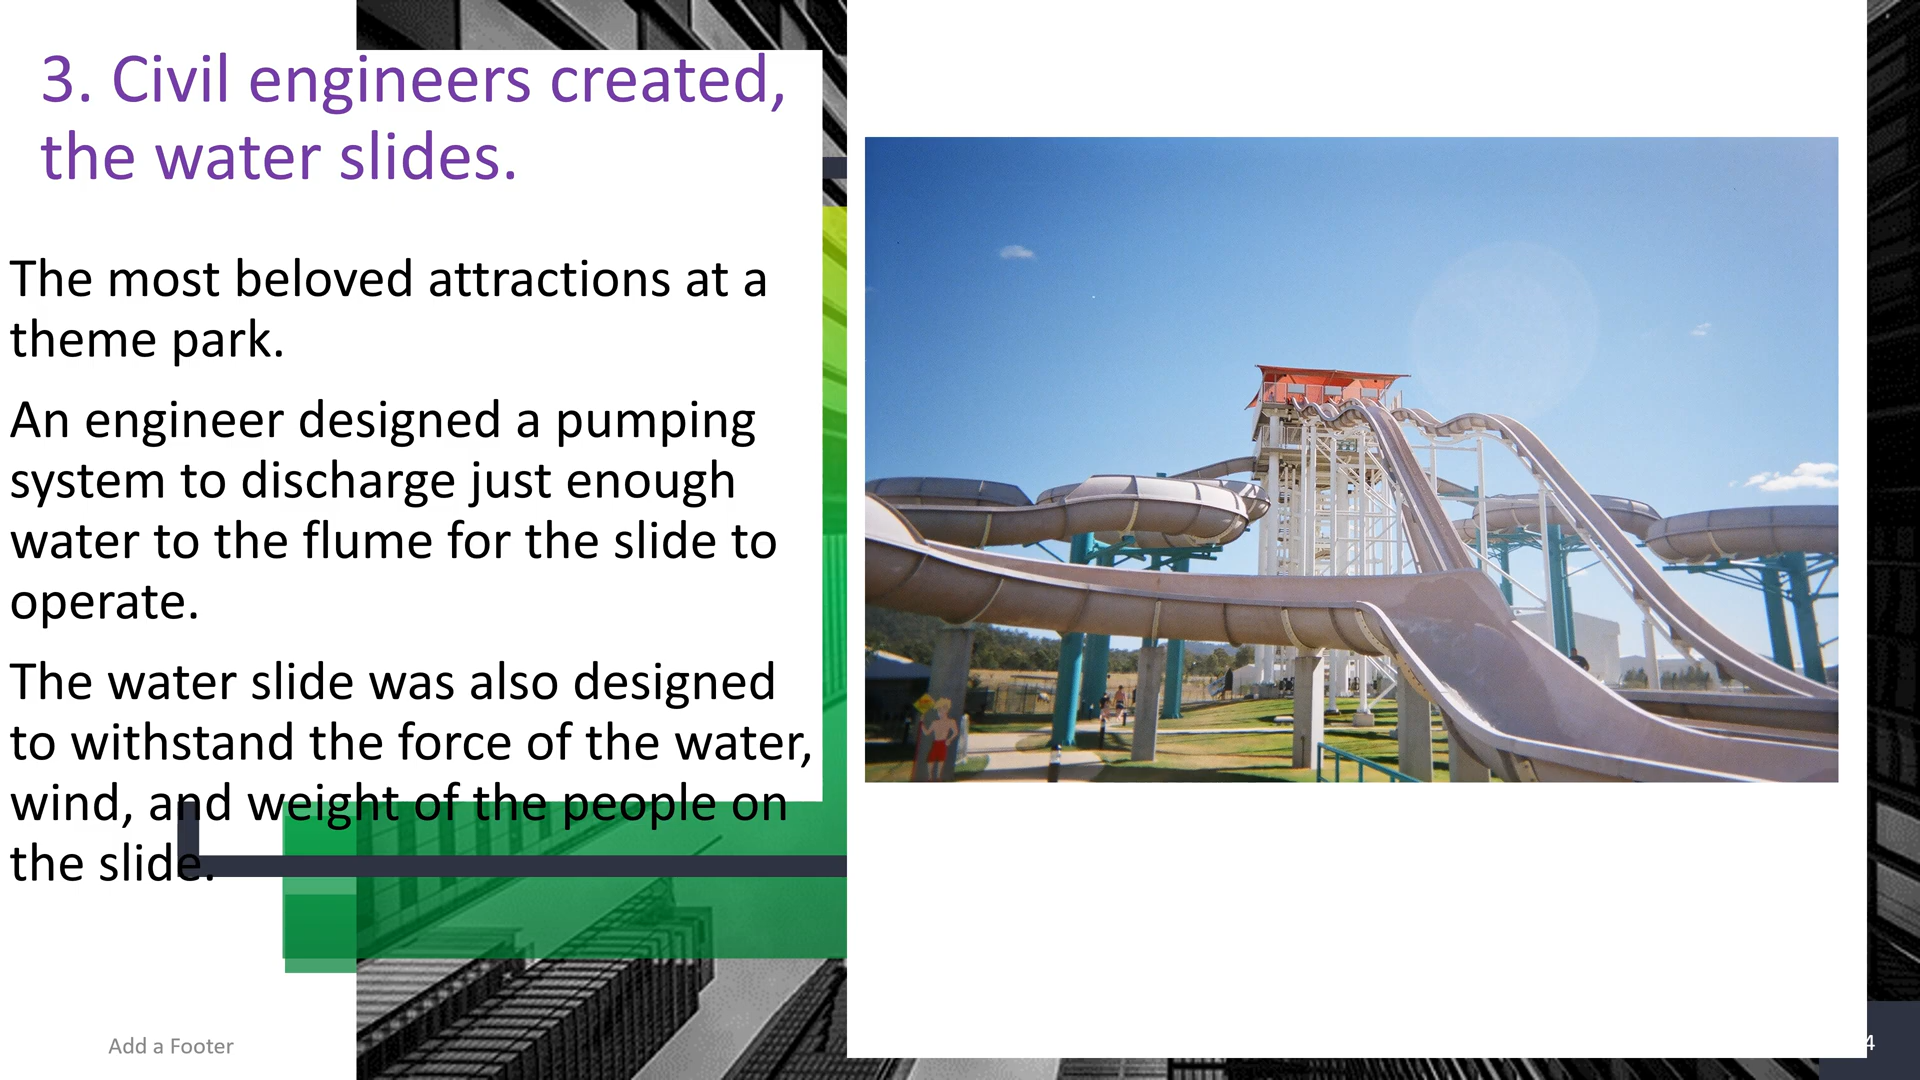 3. Civil engineers created,
the water slides.
The most beloved attractions at a
theme park.
An engineer designed a pumping
system to discharge just enough
water to the flume for the slide to
operate.
The water slide was also designed
to withstand the force of the water,
wind, and weight of the people on
the slide.
Add a Footer
4